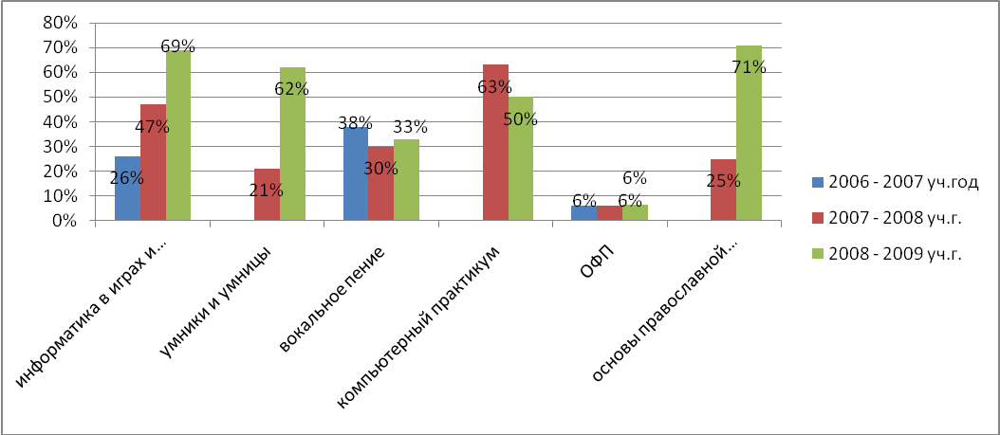 80%
70%
60%
50%
40%
30%
20%
10%
0%
69%
47%
26%
62%
21%
38%
30%
33%
63%
50%
6%
6%
6%
71%
25%
информатика в играх и...
умники и умницы
вокальное пение
компьютерный практикум
ОФП
основы православной...
2006 - 2007 уч.год
2007 - 2008 уч.г.
2008 - 2009 уч.г.